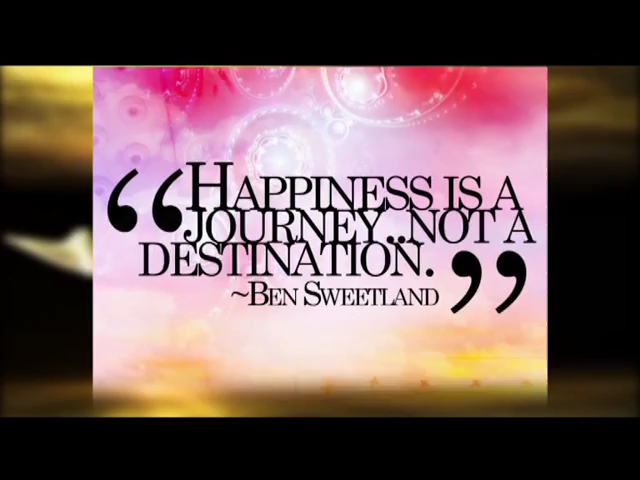 “HAPPINESS IS A
JOURNEY..NOT A
DESTINATION.
~BEN SWEETLAND”